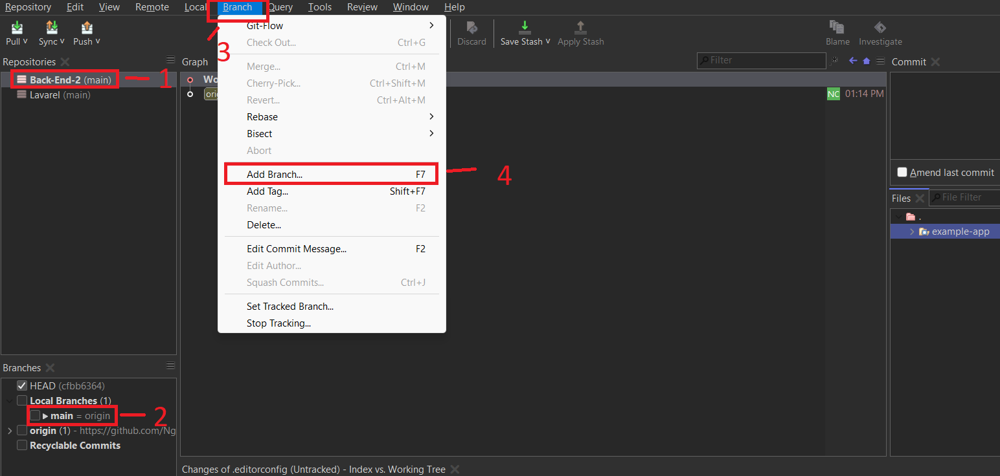 Repository Edit View Remote Local Branch Query Tools Review Window Help
Pull Sync Push Discard Save Stash Apply Stash Blame Investigate
3
Repositories
Back-End-2 (main)
1
Lavarel (main)
Graph
Git-Flow
Check Out... Ctrl+G
Merge... Ctrl+M
Cherry-Pick... Ctrl+Shift+M
Revert... Ctrl+Alt+M
Rebase
Bisect
Abort
Add Branch... F7
4
Add Tag... Shift+F7
Rename... F2
Delete...
Edit Commit Message... F2
Edit Author...
Squash Commits... Ctrl+J
Set Tracked Branch...
Stop Tracking...
Filter .*
NC 01:14 PM
Commit
Amend last commit
Files File Filter
.
example-app
Branches
HEAD (cfbb6364)
Local Branches (1)
main = origin
2
origin (1) - https://github.com/Ng
Recyclable Commits
Changes of .editorconfig (Untracked) - Index vs. Working Tree